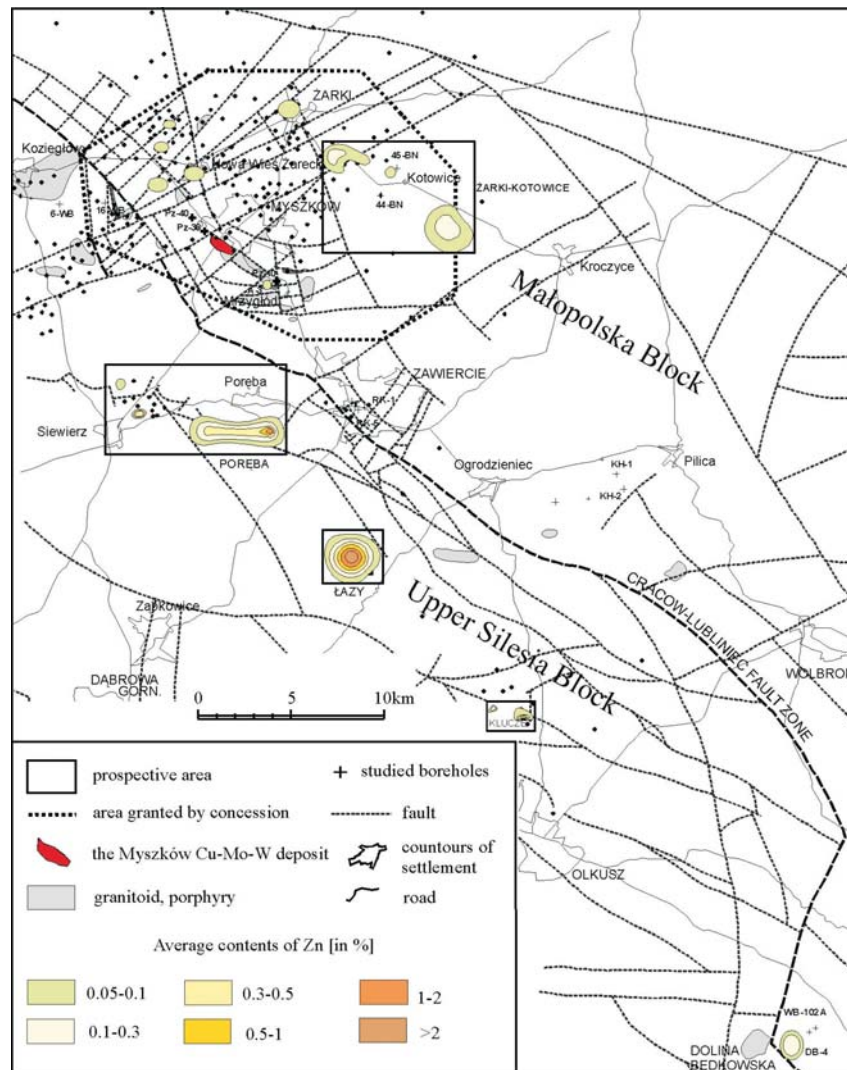 ŻARKI
Koziegłowy
45-BN
Nowa Wieś Żarecka
Kotowice
ŻARKI-KOTOWICE
6-WB
Pz-40
MYSZKÓW
44-BN
Pz-36
Kroczyce
Mrzygłód
Małopolska Block
ZAWIERCIE
Poręba
RK-1
Siewierz
PORĘBA
Ogrodzieniec
KH-1
Pilica
KH-2
ŁAZY
CRACOW-LUBLINIEC FAULT ZONE
Upper Silesia Block
Ząbkowice
DĄBROWA
GÓRN.
WOLBROM
0 5 10km
KLUCZE
prospective area
studied boreholes
area granted by concession
fault
the Myszków Cu-Mo-W deposit
countours of
settlement
granitoid, porphyry
road
OLKUSZ
Average contents of Zn [in %]
0.05-0.1
0.3-0.5
1-2
0.1-0.3
0.5-1
>2
WB-102A
DOLINA
BĘDKOWSKA
DB-4